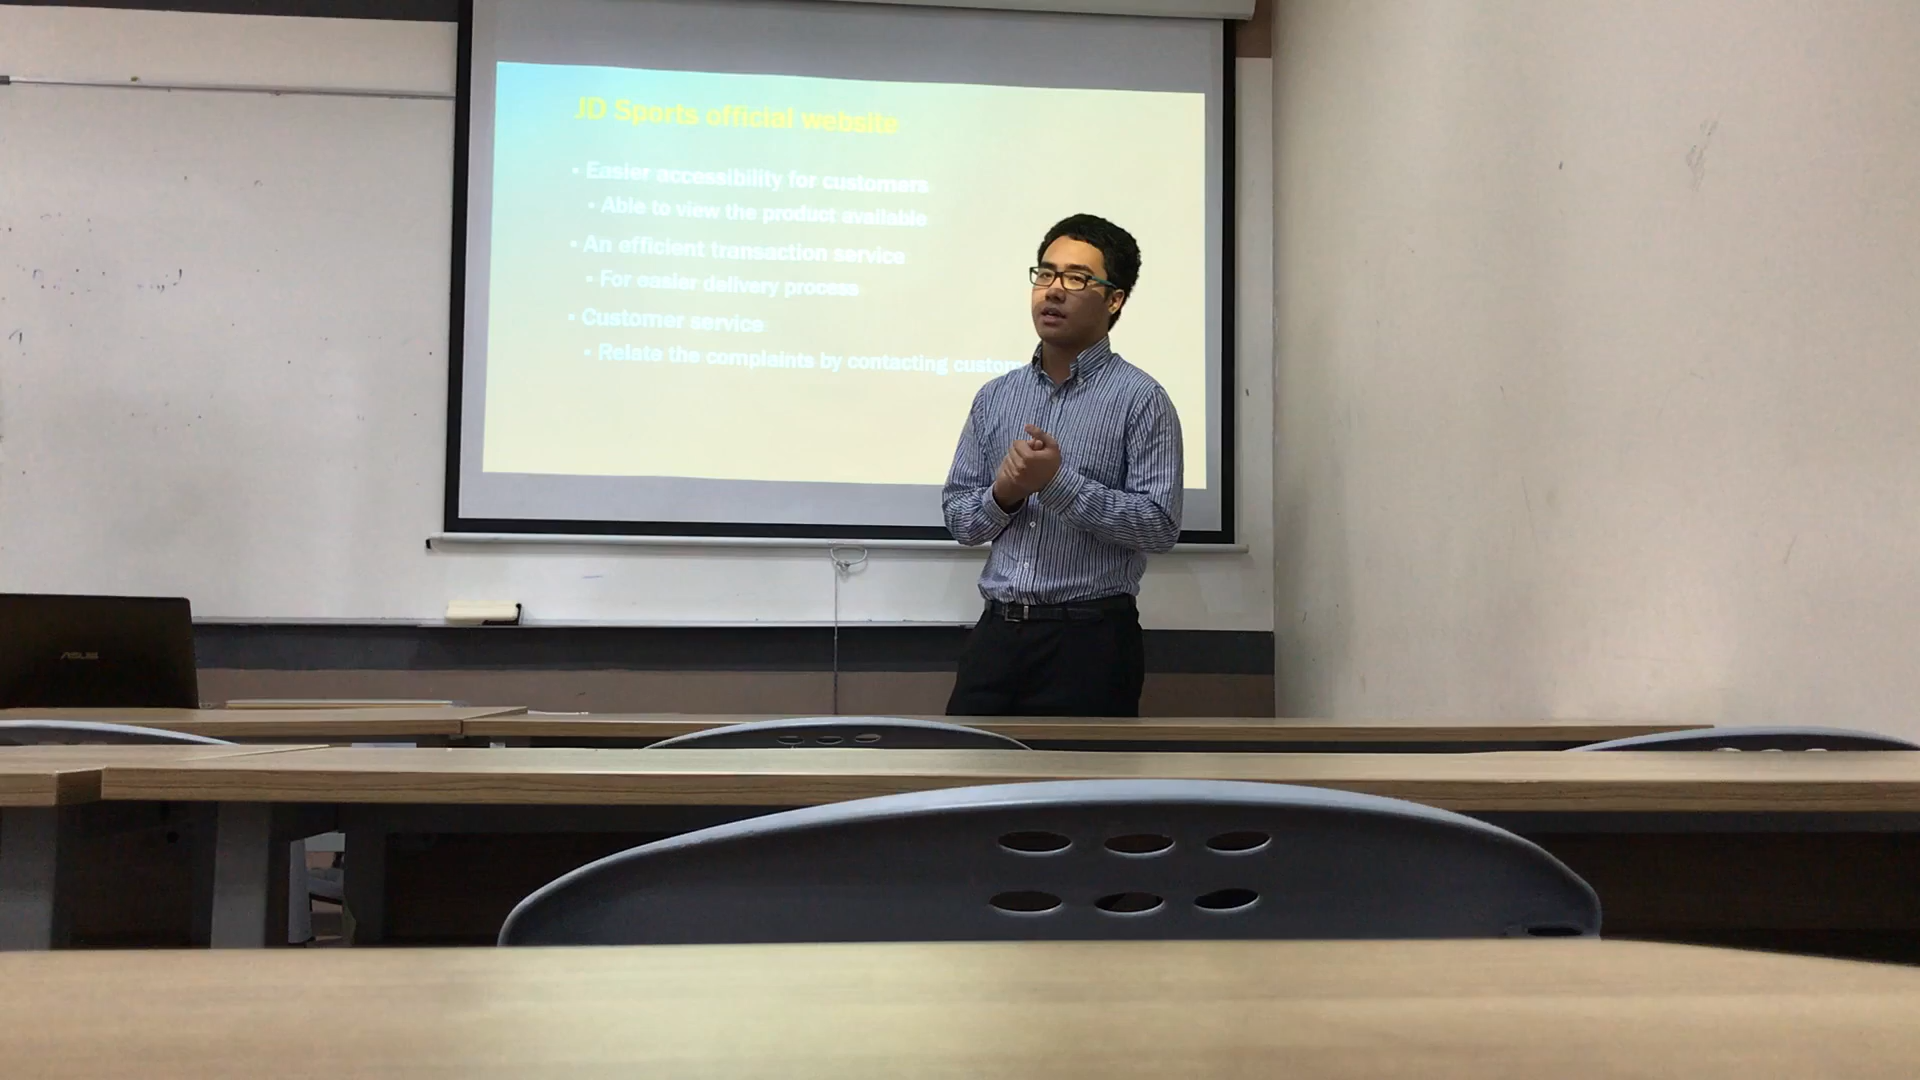 JD Sports official website
• Easier accessibility for customers
• Able to view the product available
• An efficient transaction service
• For easier delivery process
• Customer service
• Relate the complaints by contacting custom
ASUS